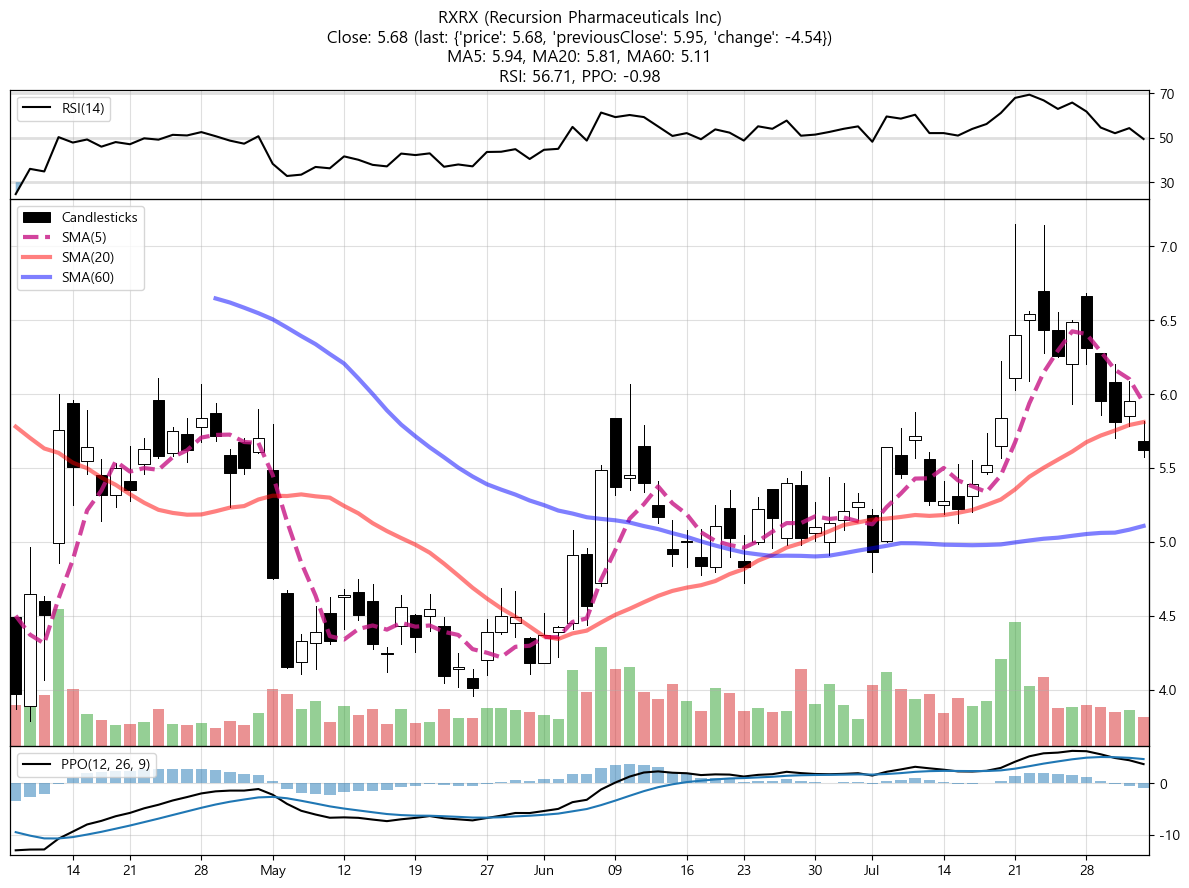 RXRX (Recursion Pharmaceuticals Inc)
Close: 5.68 (last: {'price': 5.68, 'previousClose': 5.95, 'change': -4.54})
MA5: 5.94, MA20: 5.81, MA60: 5.11
RSI: 56.71, PPO: -0.98
RSI(14)
70
50
30
Candlesticks
SMA(5)
SMA(20)
SMA(60)
7.0
6.5
6.0
5.5
5.0
4.5
4.0
PPO(12, 26, 9)
0
-10
14 21 28 May 12 19 27 Jun 09 16 23 30 Jul 14 21 28